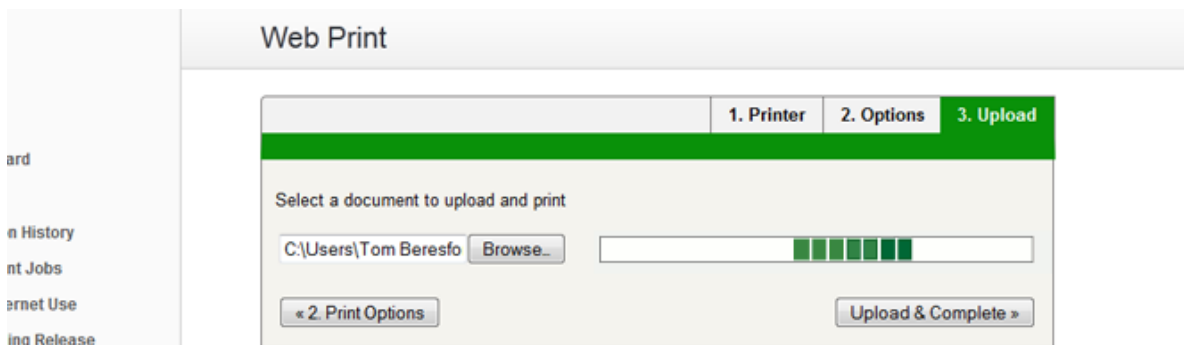 Web Print
1. Printer
2. Options
3. Upload
ard
n History
nt Jobs
ernet Use
ing Release
Select a document to upload and print
C:\Users\Tom Beresfo
Browse...
« 2. Print Options
Upload & Complete »